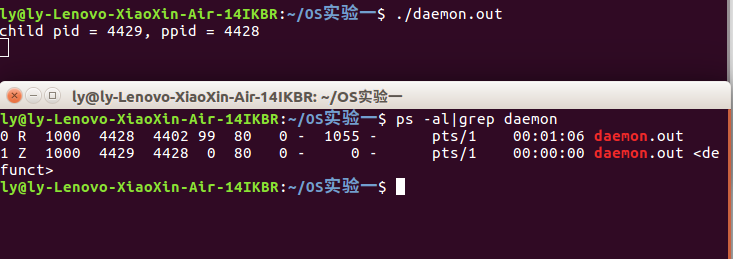 ly@ly-Lenovo-XiaoXin-Air-14IKBR:~/OS实验一$ ./daemon.out
child pid = 4429, ppid = 4428
ly@ly-Lenovo-XiaoXin-Air-14IKBR: ~/OS实验一
ly@ly-Lenovo-XiaoXin-Air-14IKBR:~/OS实验一$ ps -al|grep daemon
0 R  1000  4428  4402 99  80   0 -  1055 -      pts/1    00:01:06 daemon.out
1 Z  1000  4429  4428  0  80   0 -     0 -      pts/1    00:00:00 daemon.out <de
funct>
ly@ly-Lenovo-XiaoXin-Air-14IKBR:~/OS实验一$